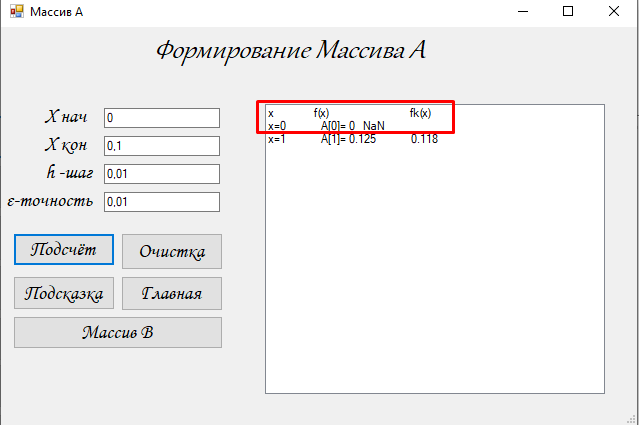 Массив А
Формирование Массива А
X нач 0
X кон 0,1
h -шаг 0,01
ε-точность 0,01
Подсчёт Очистка
Подсказка Главная
Массив В
x f(x) fk(x)
x=0 A[0]= 0 NaN
x=1 A[1]= 0.125 0.118